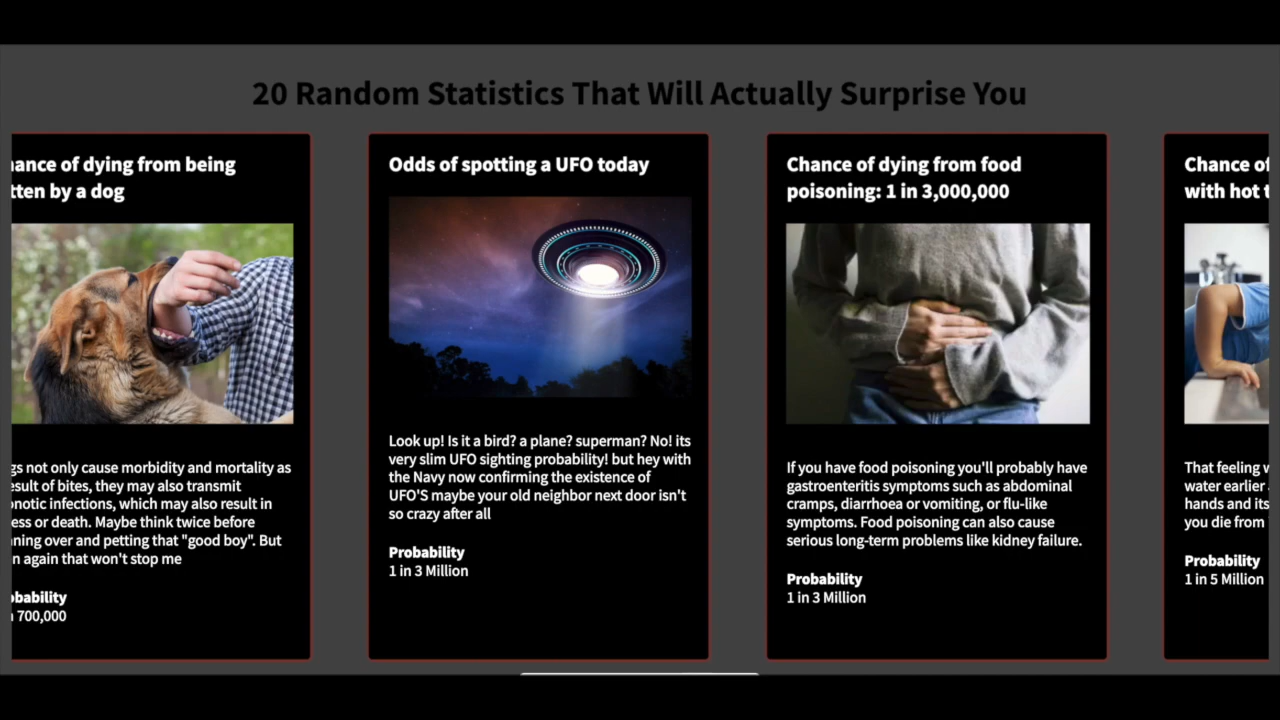 20 Random Statistics That Will Actually Surprise You
ance of dying from being
tten by a dog
gs not only cause morbidity and mortality as
esult of bites, they may also transmit
onotic infections, which may also result in
ess or death. Maybe think twice before
ning over and petting that "good boy". But
n again that won't stop me
obability
700,000
Odds of spotting a UFO today
Look up! Is it a bird? a plane? superman? No! its
very slim UFO sighting probability! but hey with
the Navy now confirming the existence of
UFO'S maybe your old neighbor next door isn't
so crazy after all
Probability
1 in 3 Million
Chance of dying from food
poisoning: 1 in 3,000,000
If you have food poisoning you'll probably have
gastroenteritis symptoms such as abdominal
cramps, diarrhoea or vomiting, or flu-like
symptoms. Food poisoning can also cause
serious long-term problems like kidney failure.
Probability
1 in 3 Million
Chance of
with hot
That feeling
water earlier
hands and its
you die from
Probability
1 in 5 Million